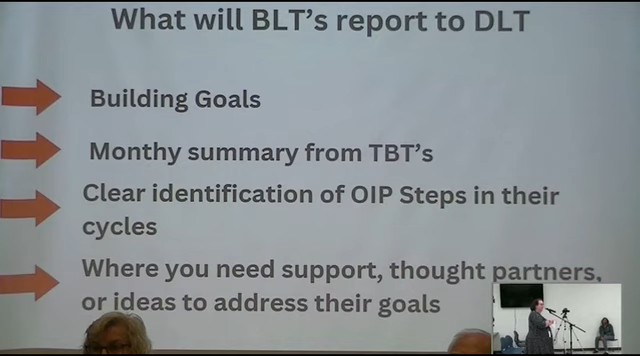 What will BLT's report to DLT
Building Goals
Monthy summary from TBT's
Clear identification of OIP Steps in their
cycles
Where you need support, thought partners,
or ideas to address their goals